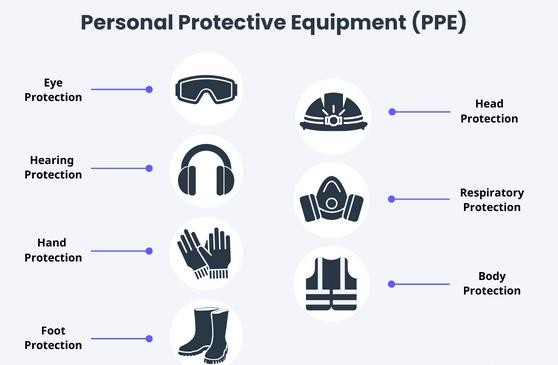 Personal Protective Equipment (PPE)
Eye
Protection
Hearing
Protection
Hand
Protection
Foot
Protection
Head
Protection
Respiratory
Protection
Body
Protection